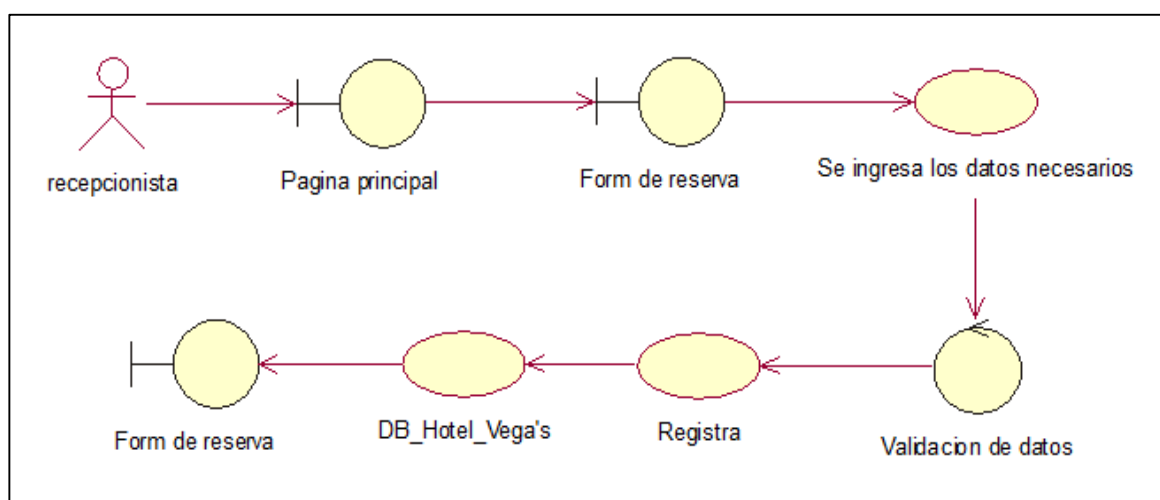 recepcionista
Pagina principal
Form de reserva
Se ingresa los datos necesarios
Form de reserva
DB_Hotel_Vega's
Registra
Validacion de datos